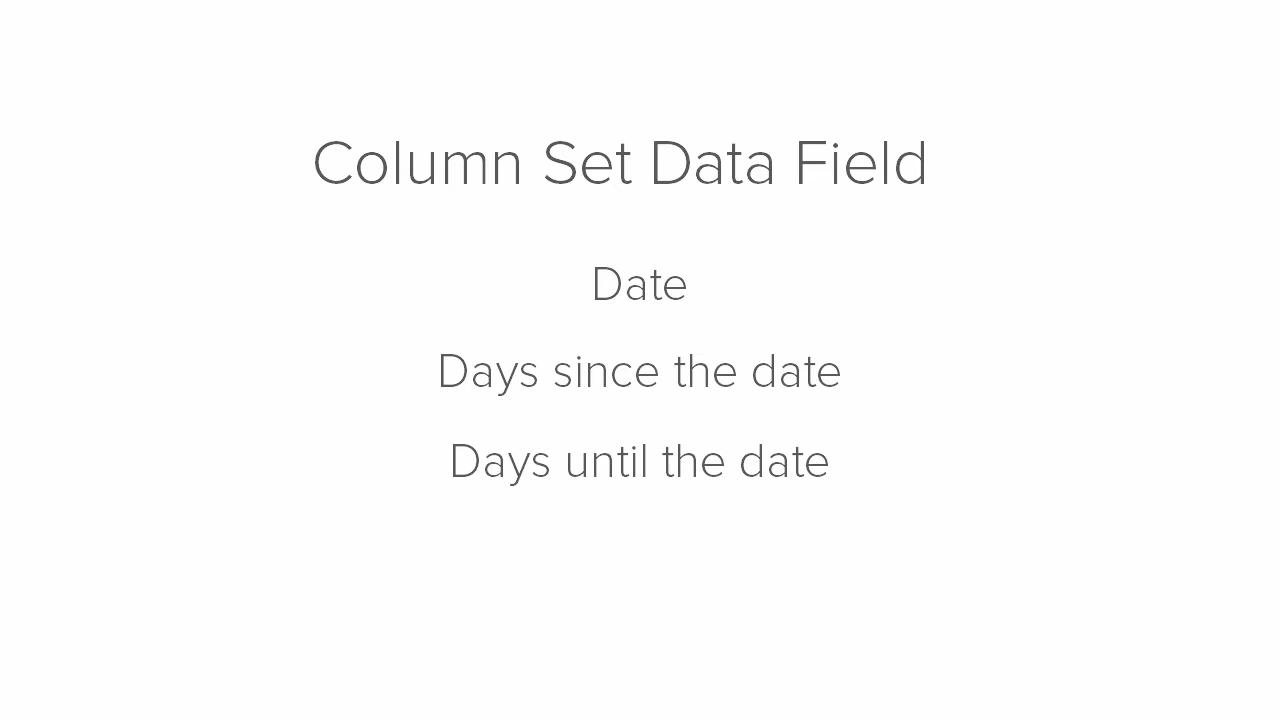 Column Set Data Field
Date
Days since the date
Days until the date